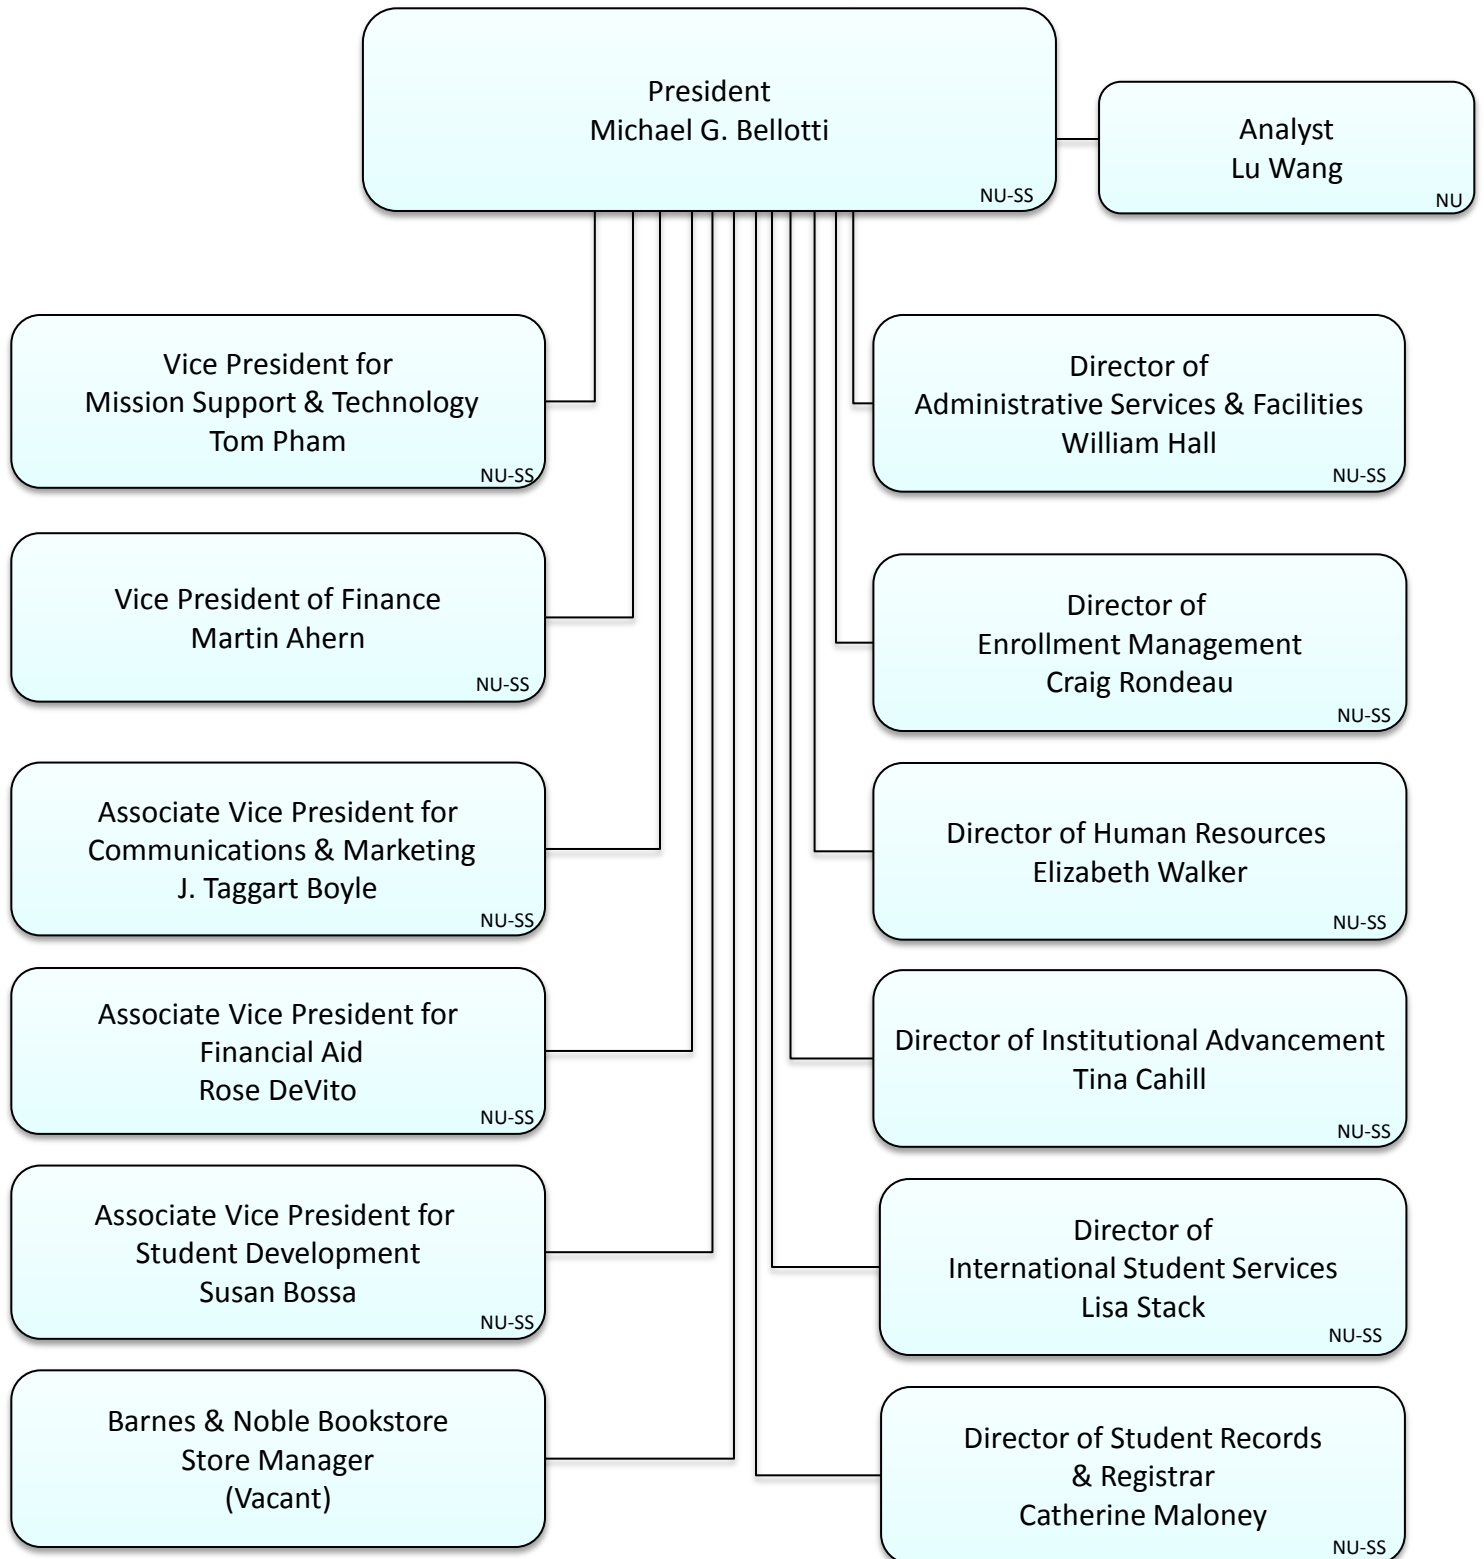 President
Michael G. Bellotti
NU-SS
Analyst
Lu Wang
NU
Vice President for
Mission Support & Technology
Tom Pham
NU-SS
Vice President of Finance
Martin Ahern
NU-SS
Associate Vice President for
Communications & Marketing
J. Taggart Boyle
NU-SS
Associate Vice President for
Financial Aid
Rose DeVito
NU-SS
Associate Vice President for
Student Development
Susan Bossa
NU-SS
Barnes & Noble Bookstore
Store Manager
(Vacant)
Director of
Administrative Services & Facilities
William Hall
NU-SS
Director of
Enrollment Management
Craig Rondeau
NU-SS
Director of Human Resources
Elizabeth Walker
NU-SS
Director of Institutional Advancement
Tina Cahill
NU-SS
Director of
International Student Services
Lisa Stack
NU-SS
Director of Student Records
& Registrar
Catherine Maloney
NU-SS